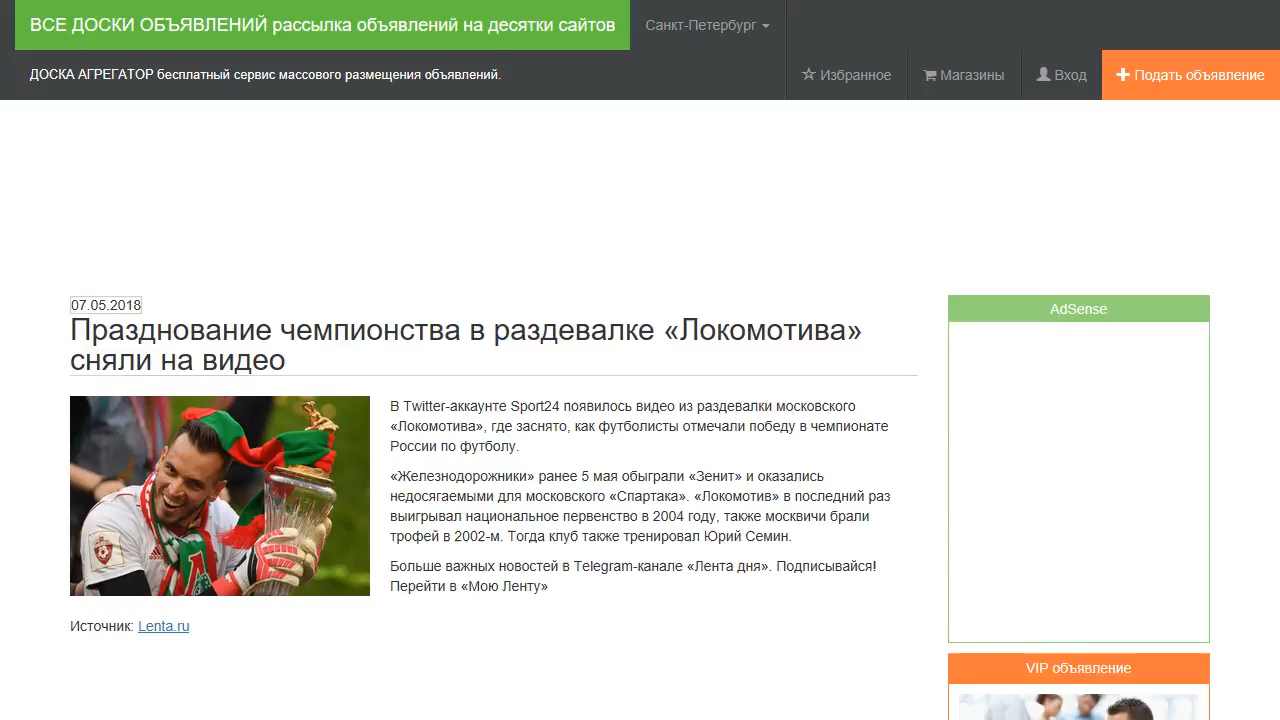 ВСЕ ДОСКИ ОБЪЯВЛЕНИЙ рассылка объявлений на десятки сайтов
Санкт-Петербург
ДОСКА АГРЕГАТОР бесплатный сервис массового размещения объявлений.
Избранное
Магазины
Вход
Подать объявление
07.05.2018
Празднование чемпионства в раздевалке «Локомотива»
сняли на видео
В Twitter-аккаунте Sport24 появилось видео из раздевалки московского
«Локомотива», где заснято, как футболисты отмечали победу в чемпионате
России по футболу.
«Железнодорожники» ранее 5 мая обыграли «Зенит» и оказались
недосягаемыми для московского «Спартака». «Локомотив» в последний раз
выигрывал национальное первенство в 2004 году, также москвичи брали
трофей в 2002-м. Тогда клуб также тренировал Юрий Семин.
Больше важных новостей в Telegram-канале «Лента дня». Подписывайся!
Перейти в «Мою Ленту»
Источник: Lenta.ru
AdSense
VIP объявление